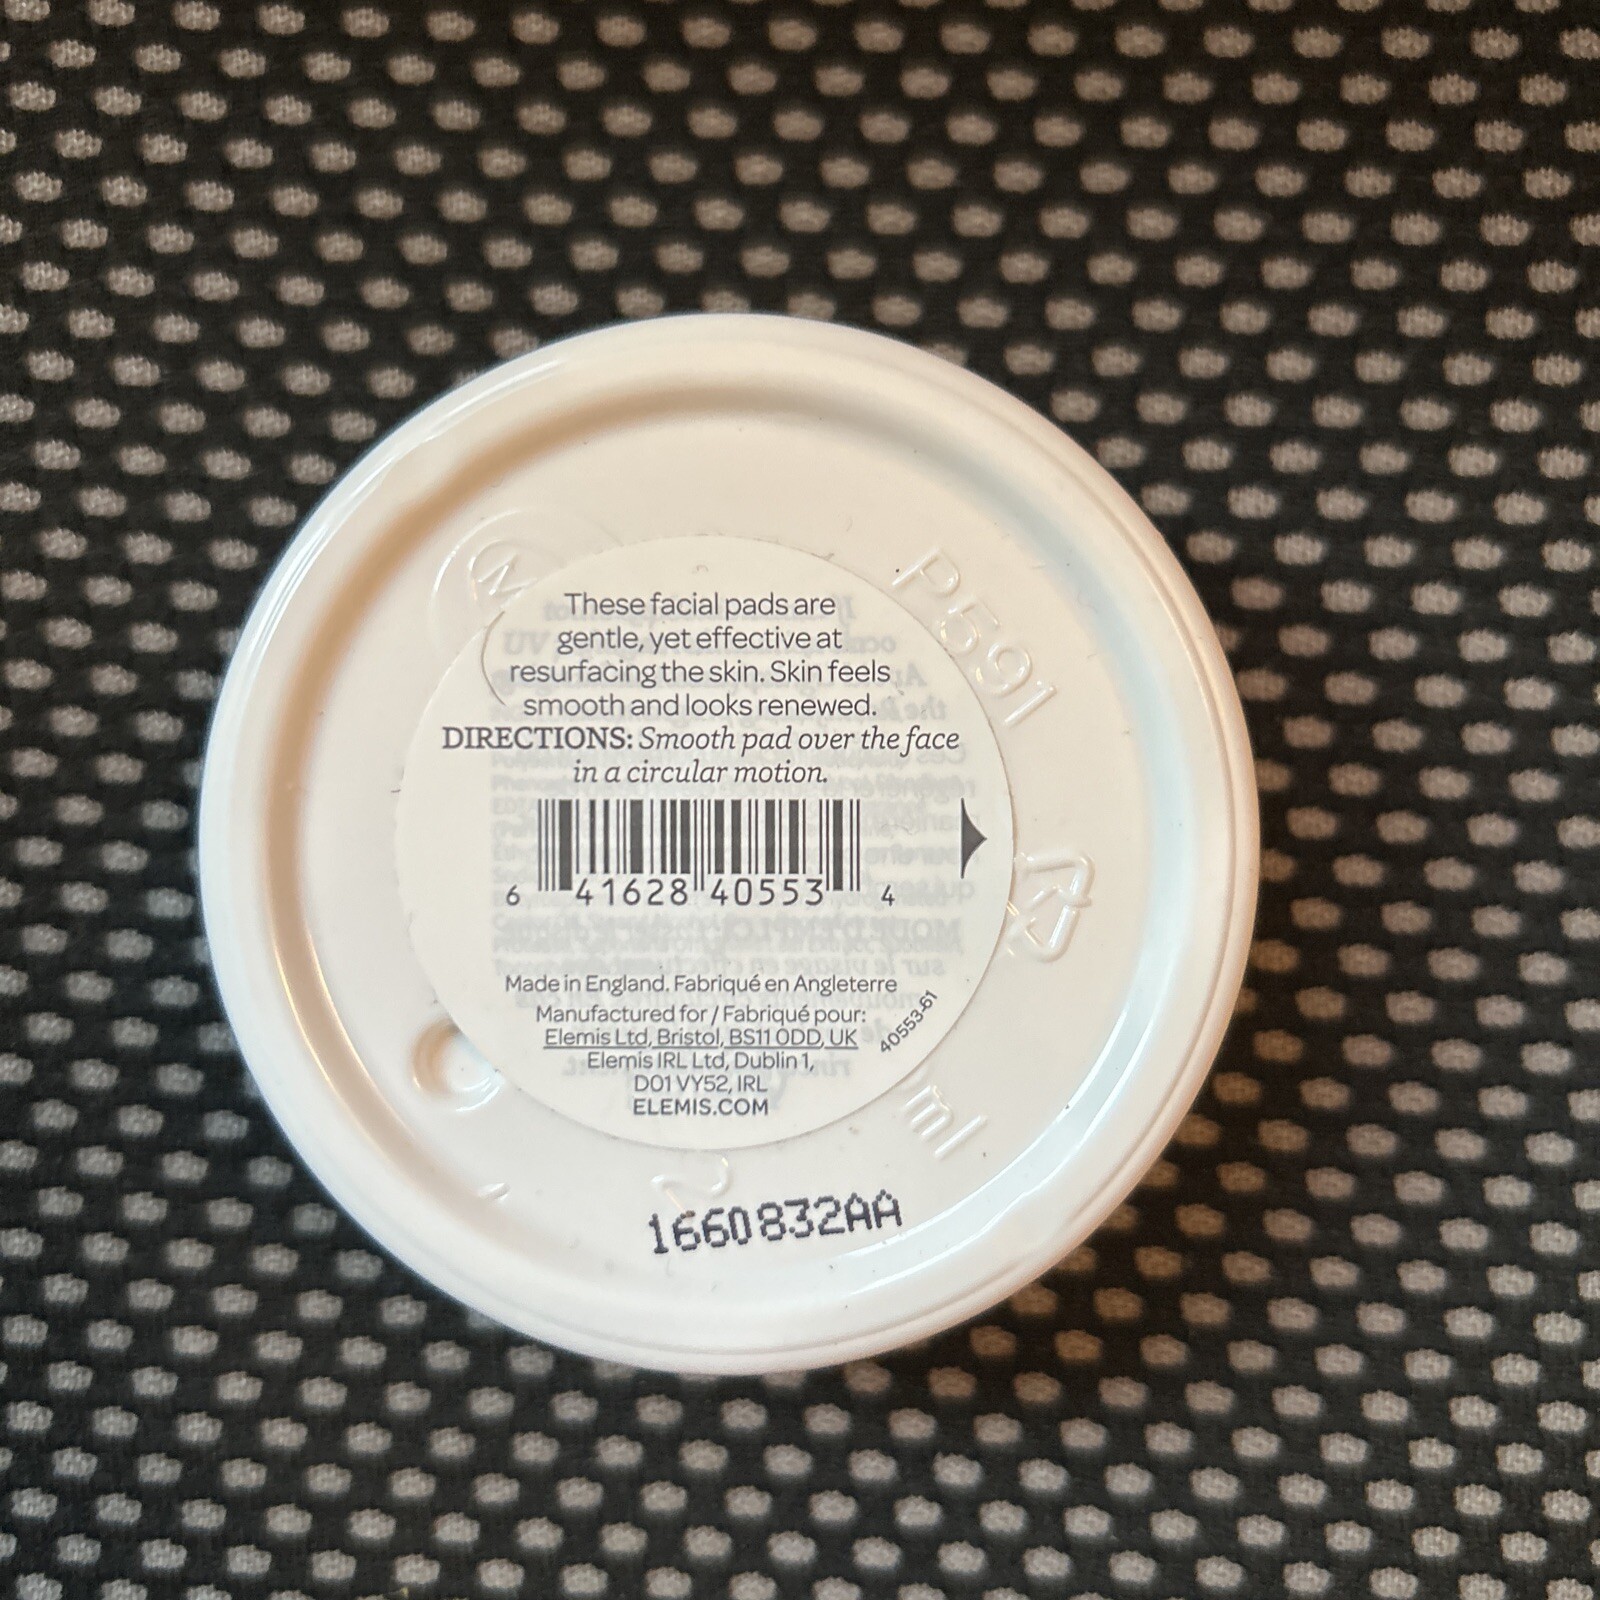 These facial pads are
gentle, yet effective at
resurfacing the skin. Skin feels
smooth and looks renewed.
DIRECTIONS: Smooth pad over the face
in a circular motion.
6 41628 40553 4
Made in England. Fabriqué en Angleterre
Manufactured for / Fabriqué pour:
Elemis Ltd, Bristol, BS11 0DD, UK
Elemis IRL Ltd, Dublin 1,
D01 VY52, IRL
ELEMIS.COM
40553-61
P591
ml
1660832AA